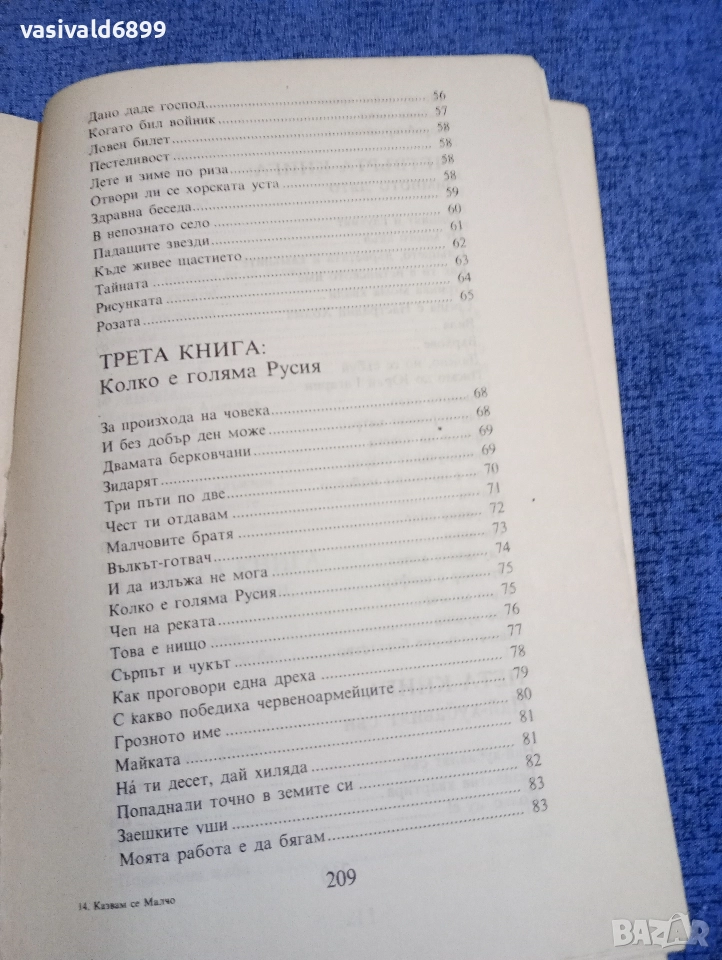 vasivald6899
Дано даде господ 56
Когато бил войник 57
Ловен билет 58
Пестеливост 58
Лете и зиме по риза 58
Отвори ли се хорската уста 58
Здравна беседа 59
В непознато село 60
Падащите звезди 61
Къде живее щастието 62
Тайната 63
Рисунката 64
Розата 65
ТРЕТА КНИГА:
Колко е голяма Русия
За произхода на човека 68
И без добър ден може 68
Двамата берковчани 69
Зидарят 69
Три пъти по две 70
Чест ти отдавам 71
Малчовите братя 72
Вълкът-готвач 73
И да излъжа не мога 74
Колко е голяма Русия 75
Чеп на реката 75
Това е нищо 76
Сърпът и чукът 77
Как проговори една дреха 78
С какво победиха червеноармейците 79
Грозното име 80
Майката 81
На́ ти десет, дай хиляда 81
Попаднали точно в земите си 82
Заешките уши 83
Моята работа е да бягам 83
209
14. Казвам се Малчо
BAZAR